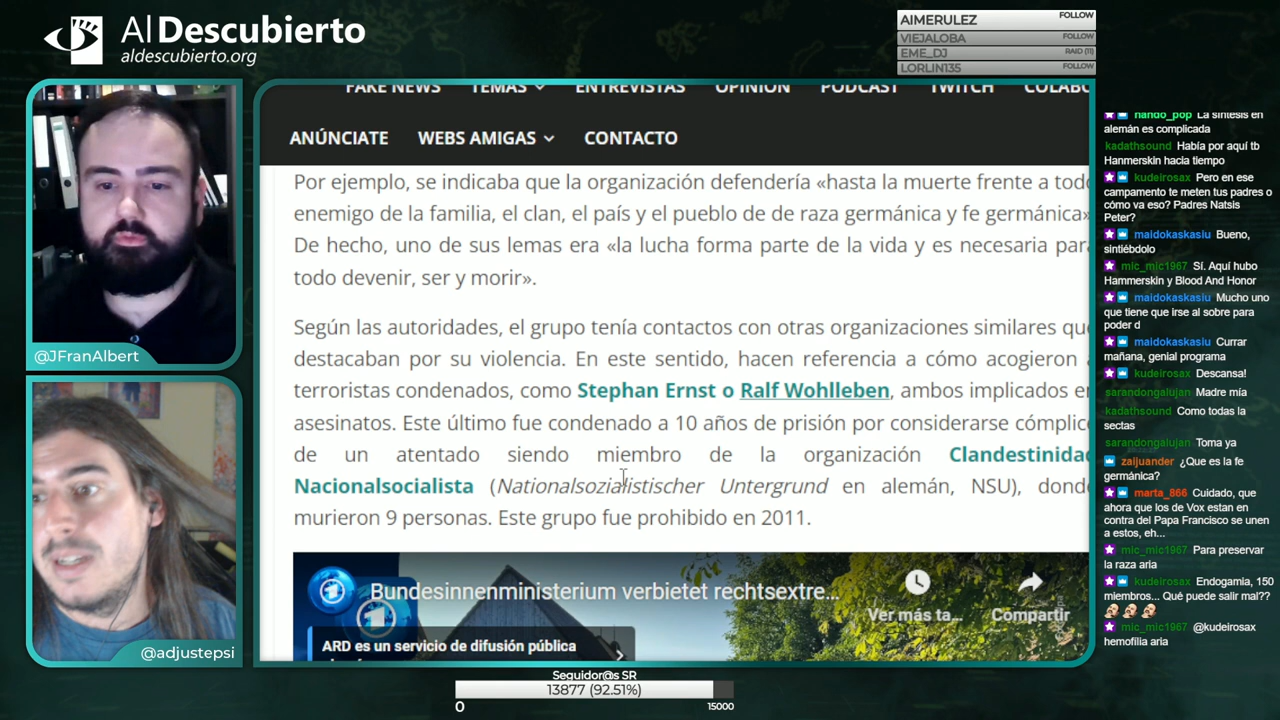 Al Descubierto
aldescubierto.org
AIMERULEZ FOLLOW
VIEJALOBA FOLLOW
EME_DJ RAID (11)
LORLIN135 FOLLOW
FAKE NEWS TEMAS ENTREVISTAS OPINIÓN PODCAST TWITCH COLABO
ANÚNCIATE WEBS AMIGAS CONTACTO
Por ejemplo, se indicaba que la organización defendería «hasta la muerte frente a todo
enemigo de la familia, el clan, el país y el pueblo de de raza germánica y fe germánica»
De hecho, uno de sus lemas era «la lucha forma parte de la vida y es necesaria para
todo devenir, ser y morir».
Según las autoridades, el grupo tenía contactos con otras organizaciones similares que
destacaban por su violencia. En este sentido, hacen referencia a cómo acogieron a
terroristas condenados, como Stephan Ernst o Ralf Wohlleben, ambos implicados en
asesinatos. Este último fue condenado a 10 años de prisión por considerarse cómplice
de un atentado siendo miembro de la organización Clandestinidad
Nacionalsocialista (Nationalsozialistischer Untergrund en alemán, NSU), donde
murieron 9 personas. Este grupo fue prohibido en 2011.
Bundesinnenministerium verbietet rechtsextre...
Ver más ta...
Compartir
ARD es un servicio de difusión pública
@JFranAlbert
@adjustepsi
nando_pop La síntesis en
alemán es complicada
kadathsound Había por aquí tb
Hanmerskin hacia tiempo
kudeirosax Pero en ese
campamento te meten tus padres o
cómo va eso? Padres Natsis
Peter?
maidokaskasiu Bueno,
sintiébdolo
mic_mic1967 Sí. Aquí hubo
Hammerskin y Blood And Honor
maidokaskasiu Mucho uno
que tiene que irse al sobre para
poder d
maidokaskasiu Currar
mañana, genial programa
kudeirosax Descansa!
sarandongalujan Madre mía
kadathsound Como todas la
sectas
sarandongalujan Toma ya
zaijuander ¿Que es la fe
germánica?
marta_866 Cuidado, que
ahora que los de Vox estan en
contra del Papa Francisco se unen
a estos, eh...
mic_mic1967 Para preservar
la raza aria
kudeirosax Endogamia, 150
miembros... Qué puede salir mal??
mic_mic1967 @kudeirosax
hemofilia aria
Seguidor@s SR
13877 (92.51%)
0 15000